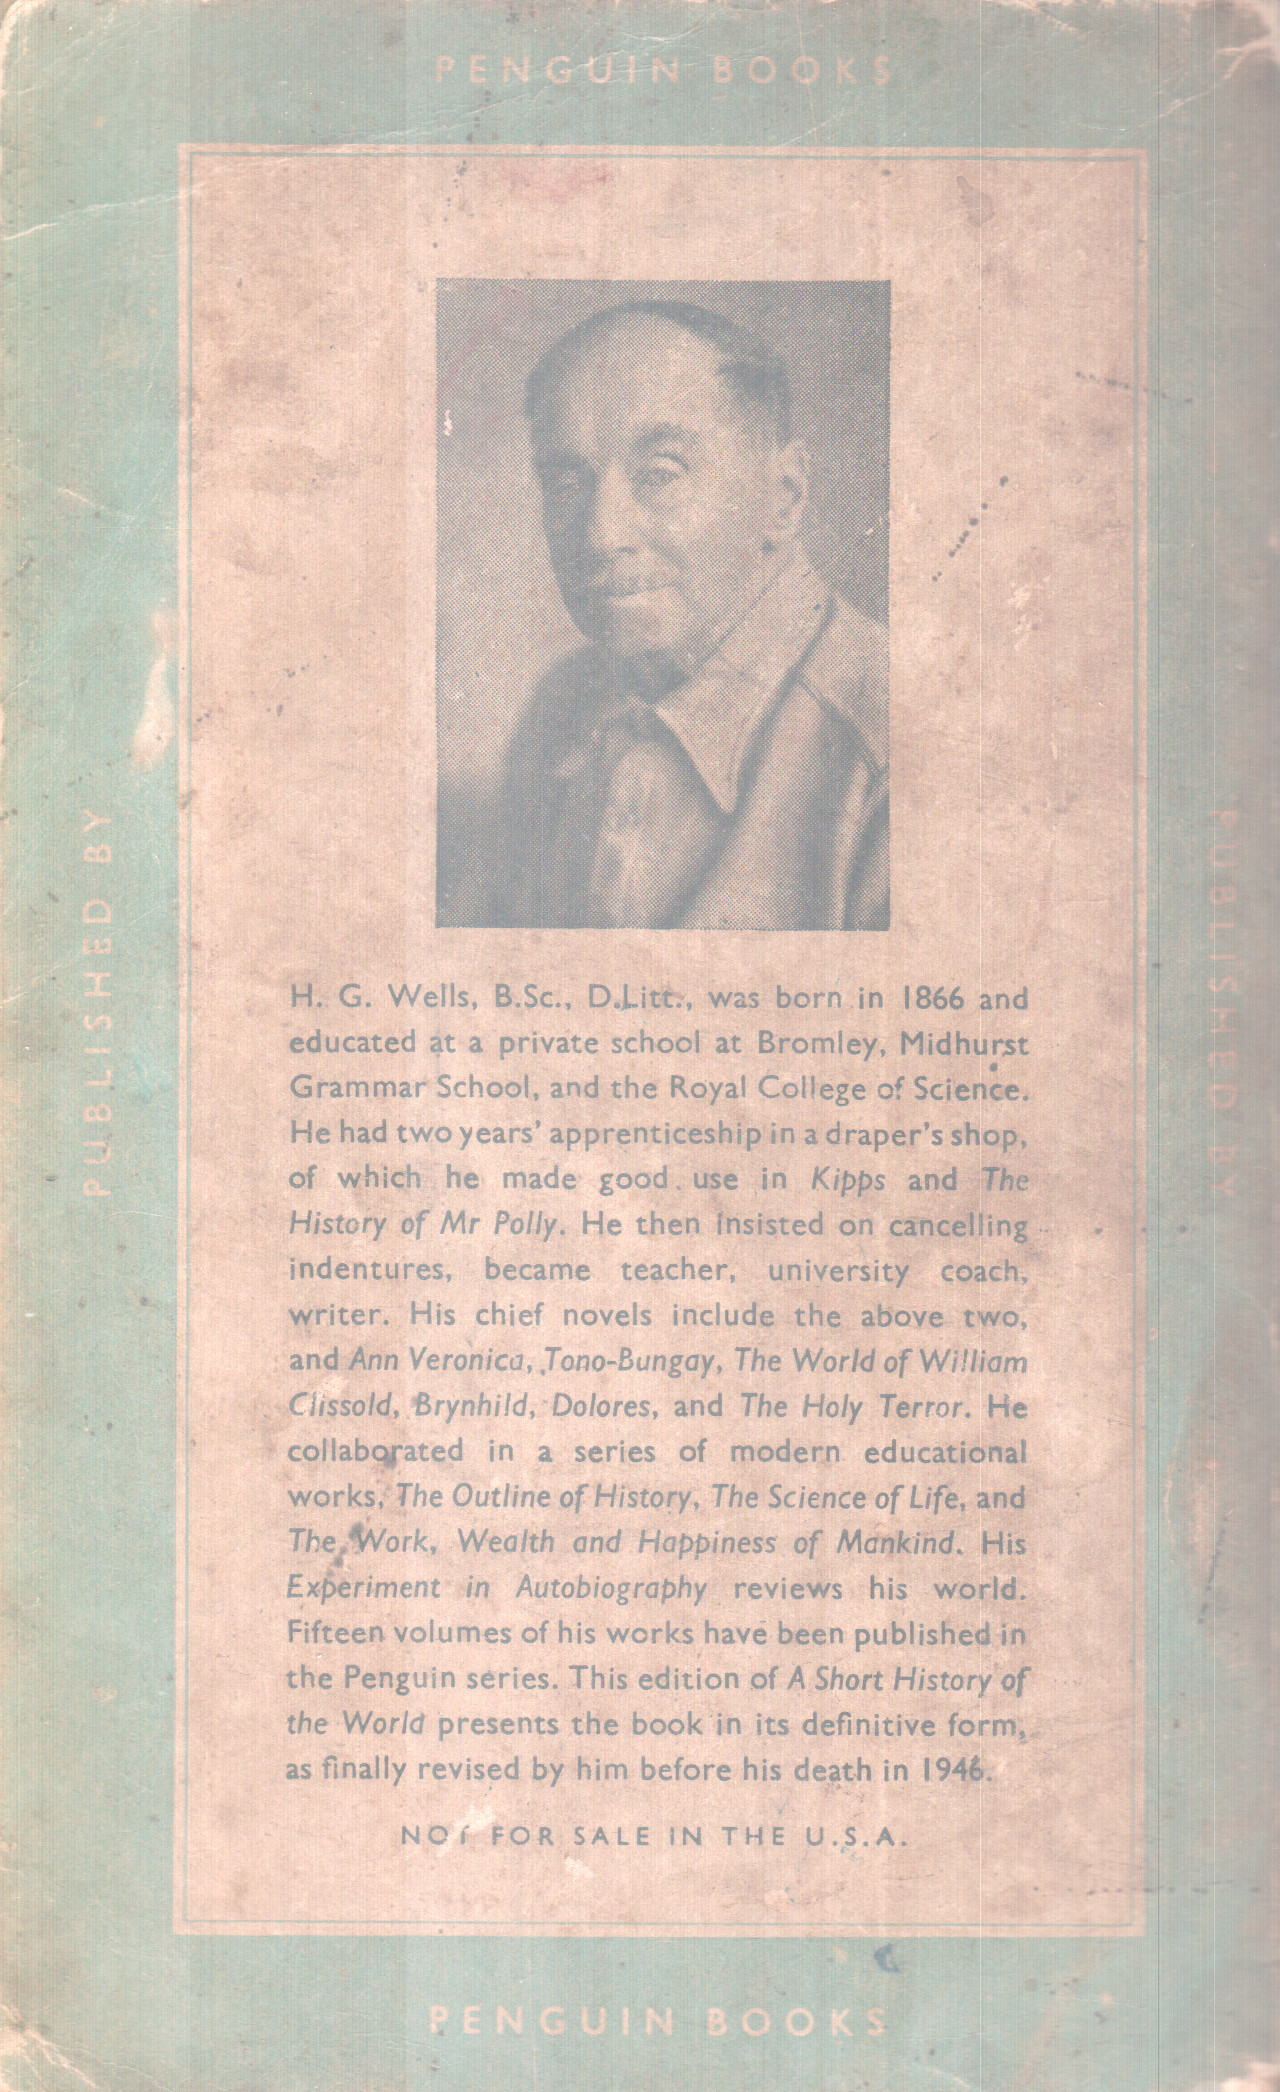 PENGUIN BOOKS
PUBLISHED BY
PUBLISHED BY
H. G. Wells, B.Sc., D.Litt., was born in 1866 and
educated at a private school at Bromley, Midhurst
Grammar School, and the Royal College of Science.
He had two years' apprenticeship in a draper's shop,
of which he made good use in Kipps and The
History of Mr Polly. He then insisted on cancelling
indentures, became teacher, university coach,
writer. His chief novels include the above two,
and Ann Veronica, Tono-Bungay, The World of William
Clissold, Brynhild, Dolores, and The Holy Terror. He
collaborated in a series of modern educational
works, The Outline of History, The Science of Life, and
The Work, Wealth and Happiness of Mankind. His
Experiment in Autobiography reviews his world.
Fifteen volumes of his works have been published in
the Penguin series. This edition of A Short History of
the World presents the book in its definitive form,
as finally revised by him before his death in 1946.
NOT FOR SALE IN THE U.S.A.
PENGUIN BOOKS